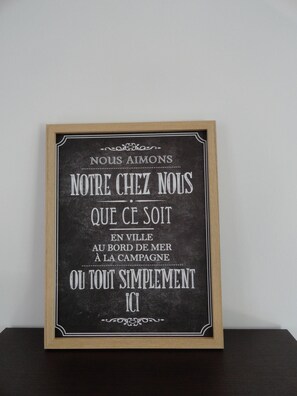 NOUS AIMONS
NOTRE CHEZ NOUS
QUE CE SOIT
EN VILLE
AU BORD DE MER
À LA CAMPAGNE
OU TOUT SIMPLEMENT
ICI